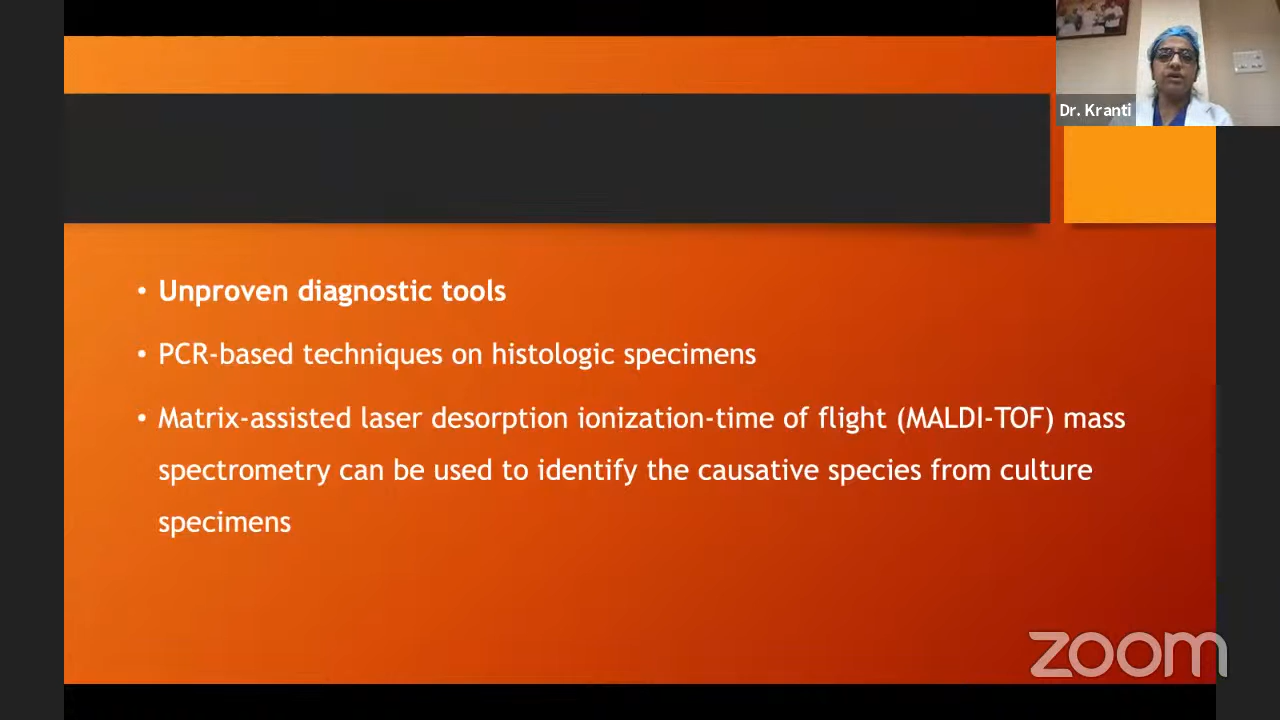 Dr. Kranti
• Unproven diagnostic tools
• PCR-based techniques on histologic specimens
• Matrix-assisted laser desorption ionization-time of flight (MALDI-TOF) mass
spectrometry can be used to identify the causative species from culture
specimens
zoom